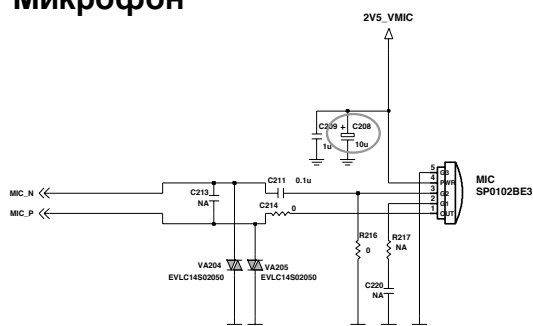 Микрофон
2V5_VMIC
C209 + C208
1u 10u
MIC
SP0102BE3
5 G3
4 PWR
3 G2
2 G1
1 OUT
C211 0.1u
MIC_N
C213
NA
C214 0
MIC_P
R216
0
R217
NA
VA204
EVLC14S02050
VA205
EVLC14S02050
C220
NA